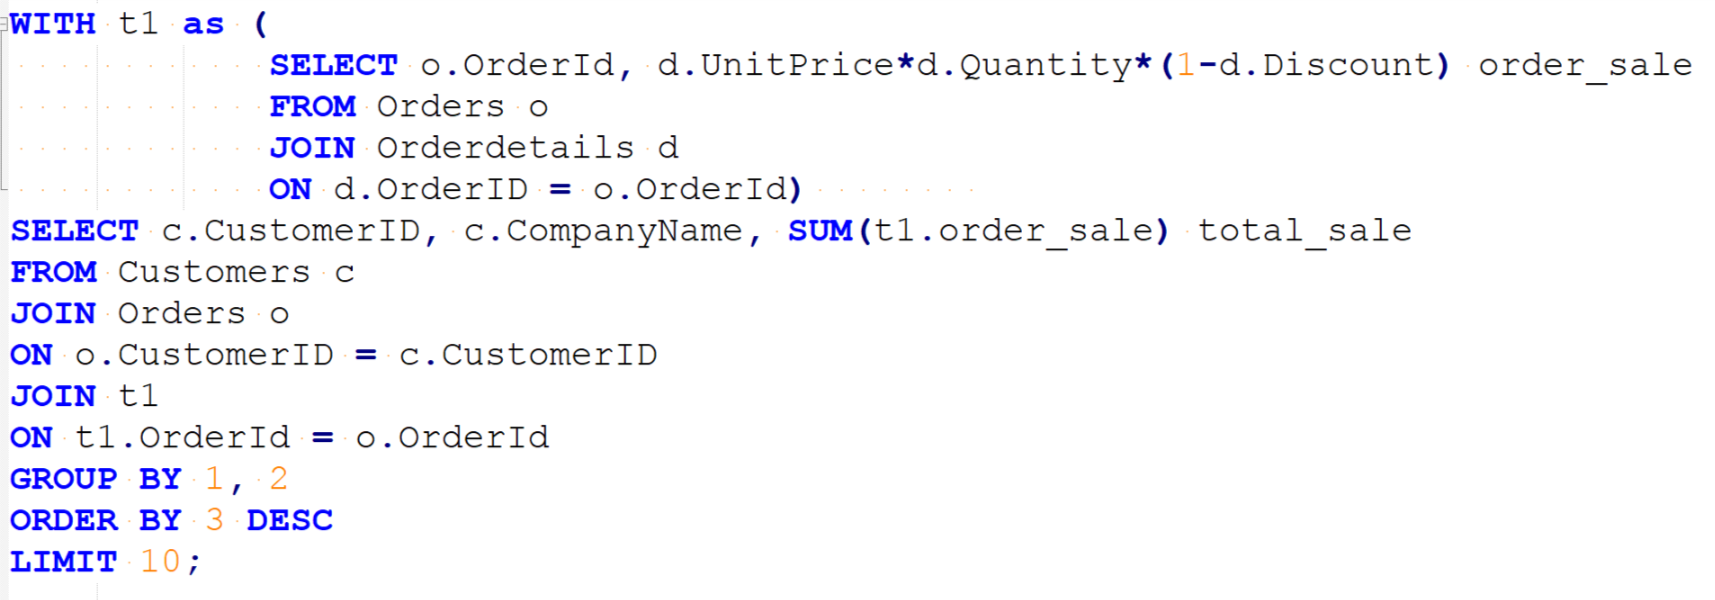 WITH t1 as (
SELECT o.OrderId, d.UnitPrice*d.Quantity*(1-d.Discount) order_sale
FROM Orders o
JOIN Orderdetails d
ON d.OrderID = o.OrderId)
SELECT c.CustomerID, c.CompanyName, SUM(t1.order_sale) total_sale
FROM Customers c
JOIN Orders o
ON o.CustomerID = c.CustomerID
JOIN t1
ON t1.OrderId = o.OrderId
GROUP BY 1, 2
ORDER BY 3 DESC
LIMIT 10;